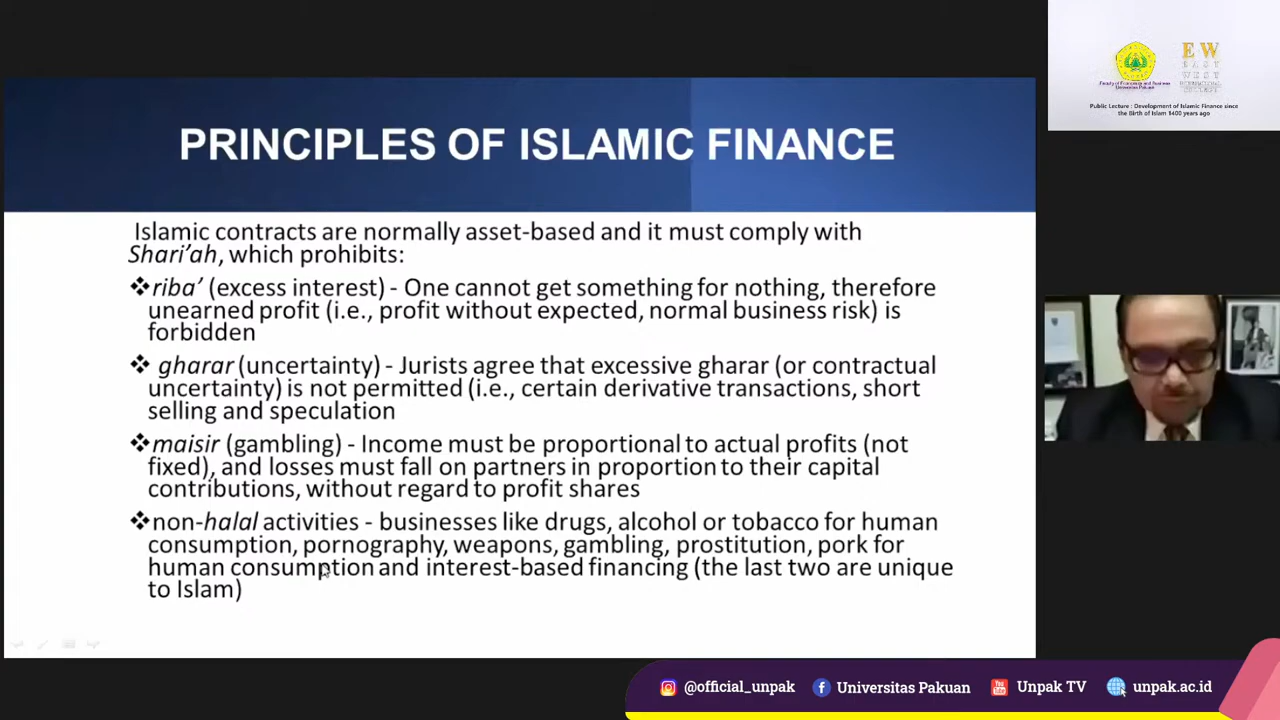 PRINCIPLES OF ISLAMIC FINANCE
Islamic contracts are normally asset-based and it must comply with
Shari’ah, which prohibits:
❖riba’ (excess interest) - One cannot get something for nothing, therefore
unearned profit (i.e., profit without expected, normal business risk) is
forbidden
❖ gharar (uncertainty) - Jurists agree that excessive gharar (or contractual
uncertainty) is not permitted (i.e., certain derivative transactions, short
selling and speculation
❖maisir (gambling) - Income must be proportional to actual profits (not
fixed), and losses must fall on partners in proportion to their capital
contributions, without regard to profit shares
❖non-halal activities - businesses like drugs, alcohol or tobacco for human
consumption, pornography, weapons, gambling, prostitution, pork for
human consumption and interest-based financing (the last two are unique
to Islam)
EW
EAST
WEST
Universitas Pakuan
Public Lecture : Development of Islamic Finance since
the Birth of Islam 1400 years ago
@official_unpak
Universitas Pakuan
You
Tube
Unpak TV
unpak.ac.id